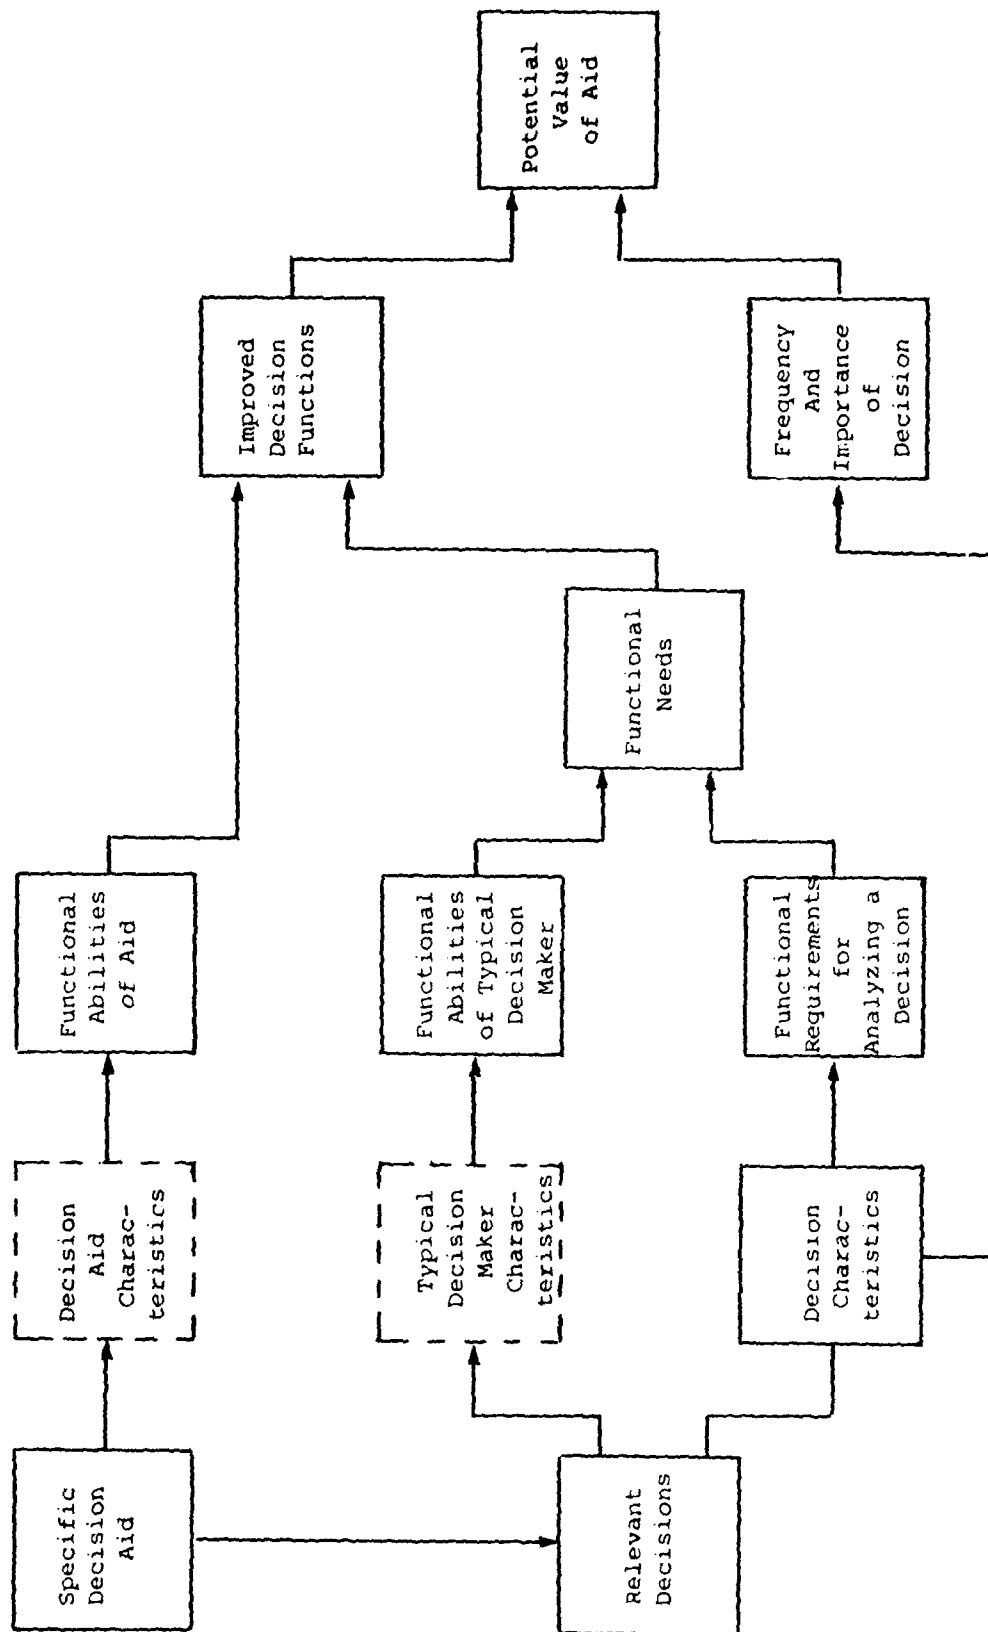 Specific
Decision
Aid
Decision
Aid
Charac-
teristics
Functional
Abilities
of Aid
Relevant
Decisions
Typical
Decision
Maker
Charac-
teristics
Functional
Abilities
of Typical
Decision
Maker
Decision
Charac-
teristics
Functional
Requirements
for
Analyzing a
Decision
Functional
Needs
Improved
Decision
Functions
Frequency
And
Importance
of
Decision
Potential
Value
of Aid